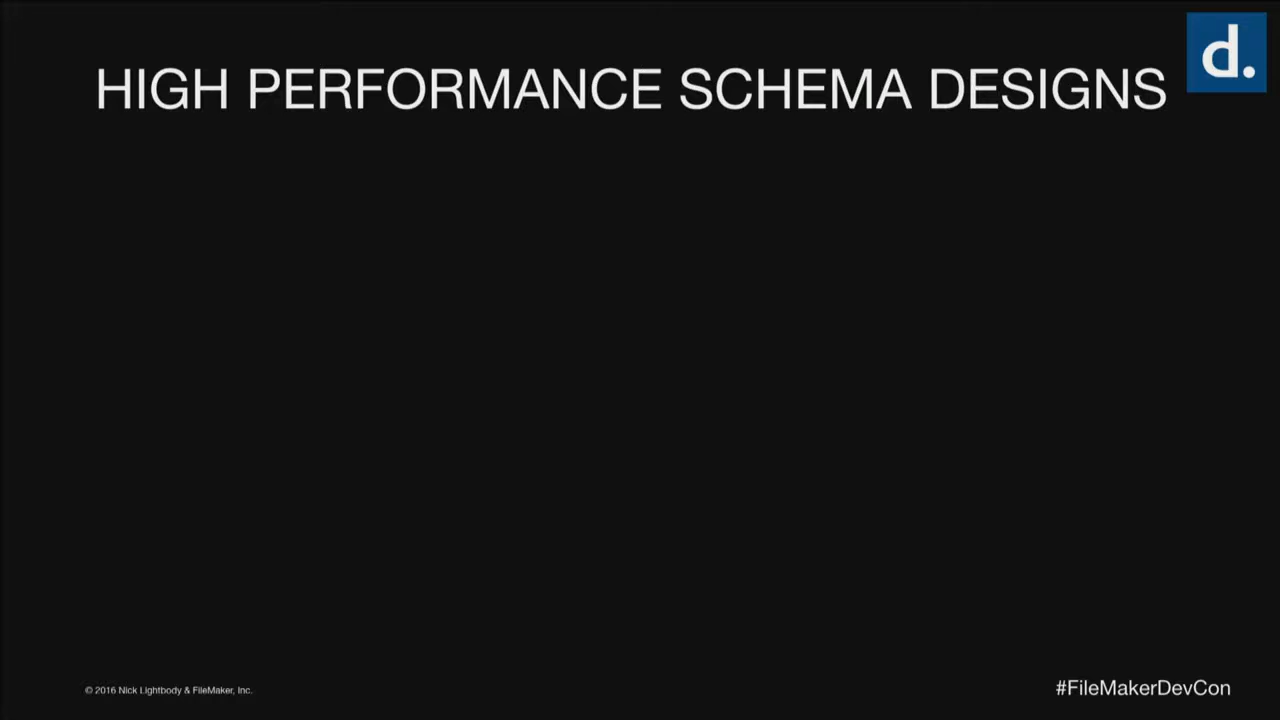 d.
HIGH PERFORMANCE SCHEMA DESIGNS
© 2016 Nick Lightbody & FileMaker, Inc.
#FileMakerDevCon